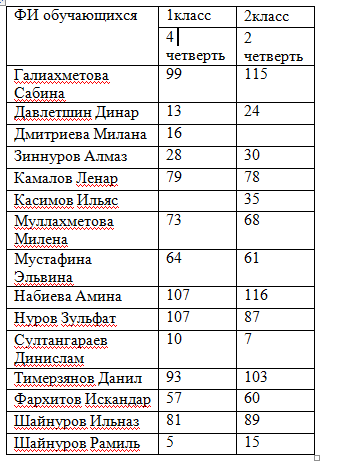 ФИ обучающихся 1класс 2класс
4 2
четверть четверть
Галиахметова 99 115
Сабина
Давлетшин Динар 13 24
Дмитриева Милана 16
Зиннуров Алмаз 28 30
Камалов Ленар 79 78
Касимов Ильяс 35
Муллахметова 73 68
Милена
Мустафина 64 61
Эльвина
Набиева Амина 107 116
Нуров Зульфат 107 87
Султангараев 10 7
Динислам
Тимерзянов Данил 93 103
Фархитов Искандар 57 60
Шайнуров Ильназ 81 89
Шайнуров Рамиль 5 15